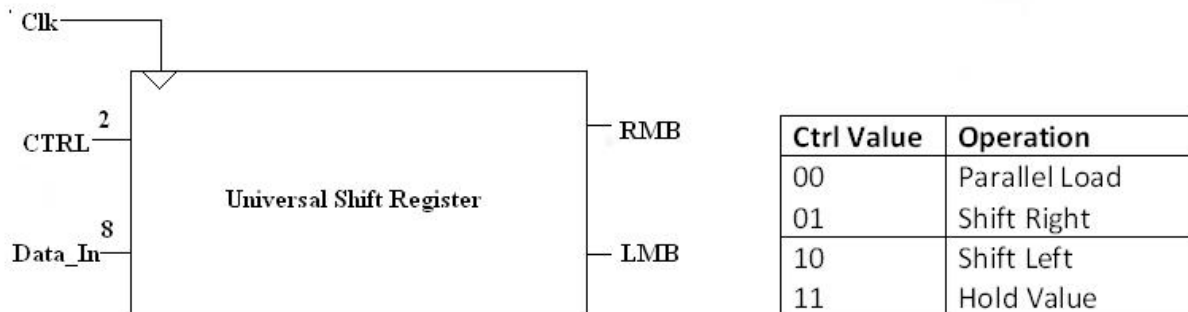 Clk
2
CTRL
RMB
Universal Shift Register
8
Data_In
LMB
Ctrl Value Operation
00 Parallel Load
01 Shift Right
10 Shift Left
11 Hold Value